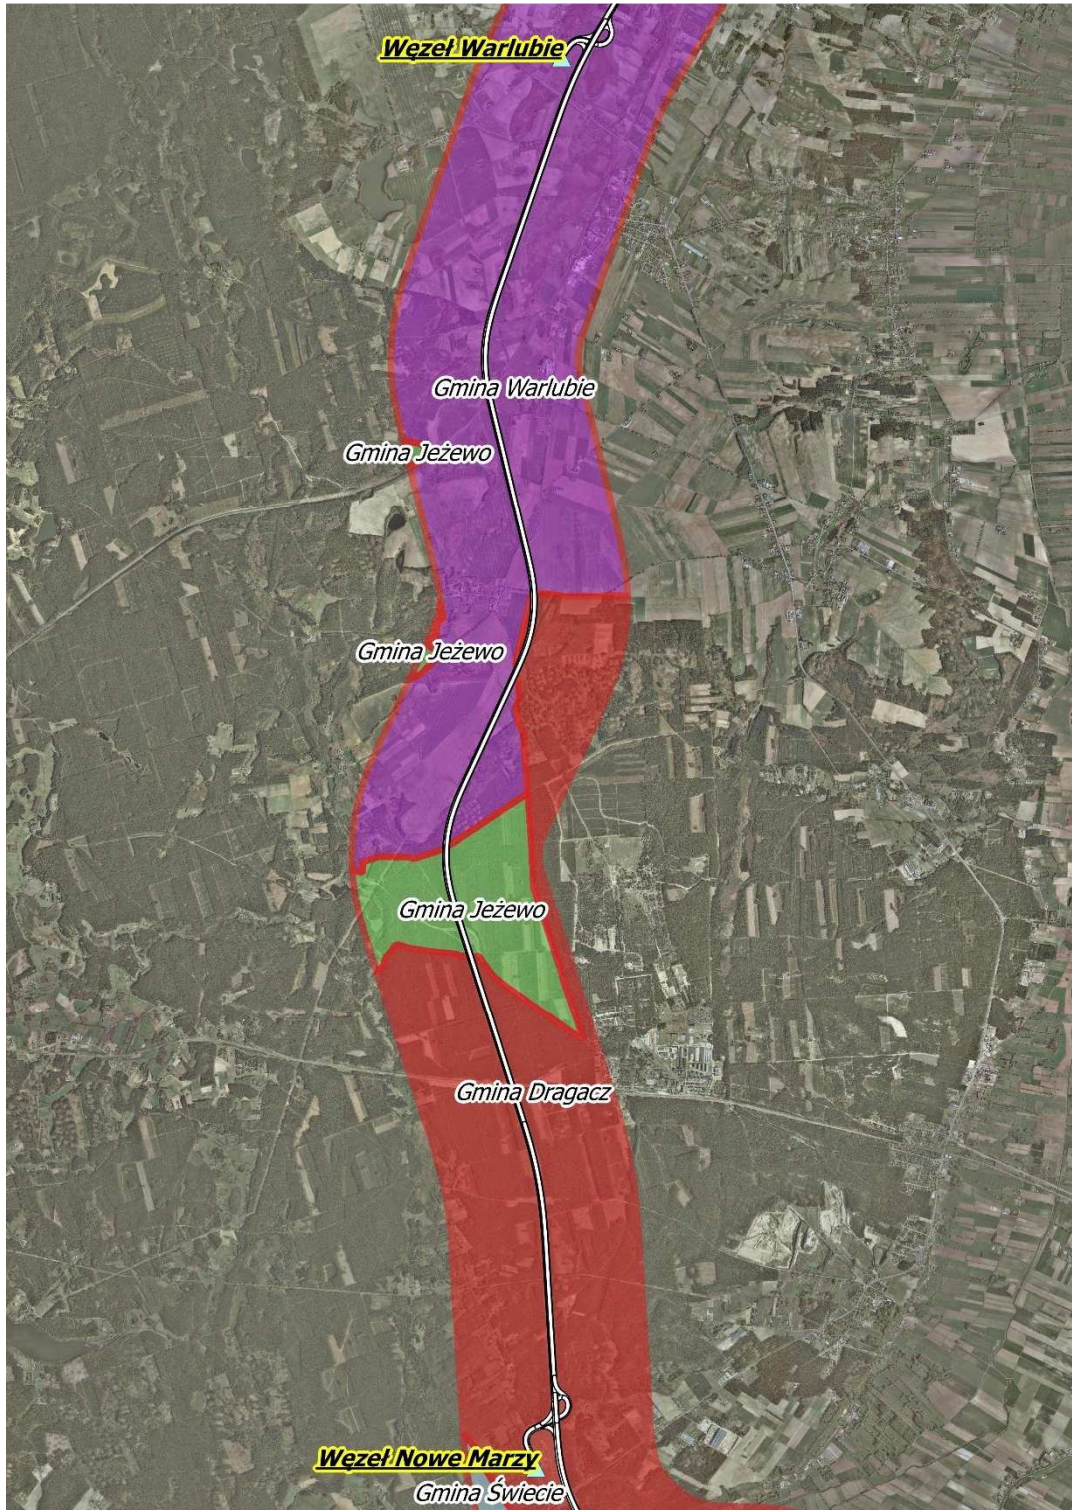 Węzeł Warlubie
Gmina Warlubie
Gmina Jeżewo
Gmina Jeżewo
Gmina Jeżewo
Gmina Dragacz
Węzeł Nowe Marzy
Gmina Świecie